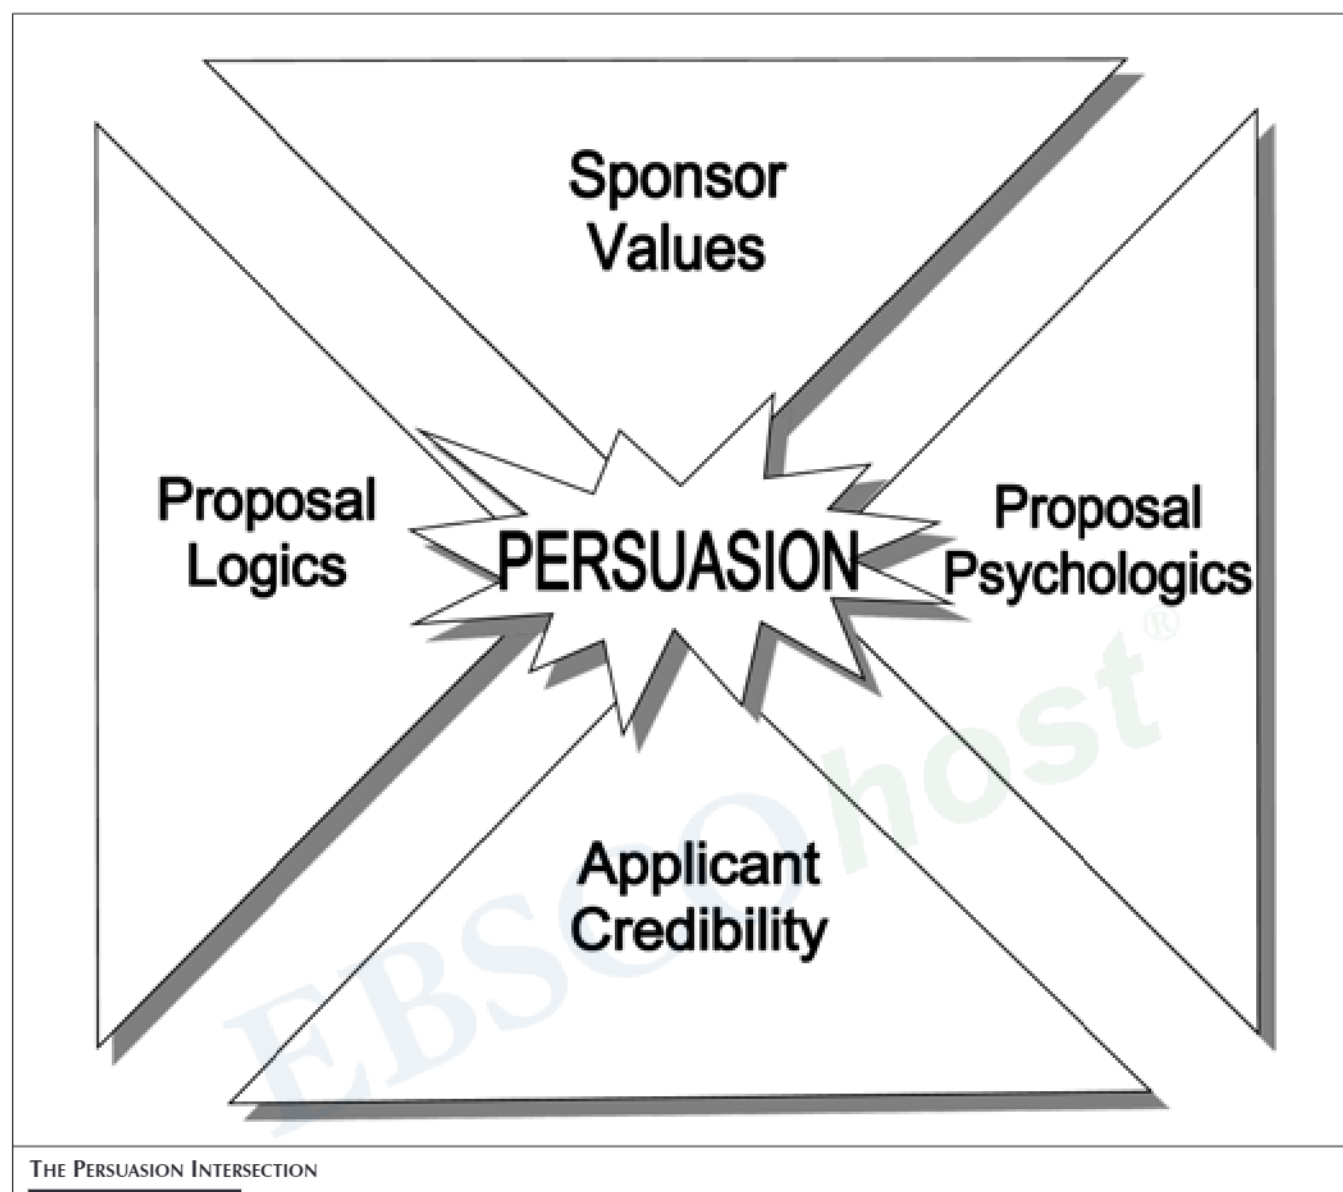 Sponsor
Values
Proposal
Logics
PERSUASION
Proposal
Psychologics
Applicant
Credibility
EBSCOhost®
THE PERSUASION INTERSECTION